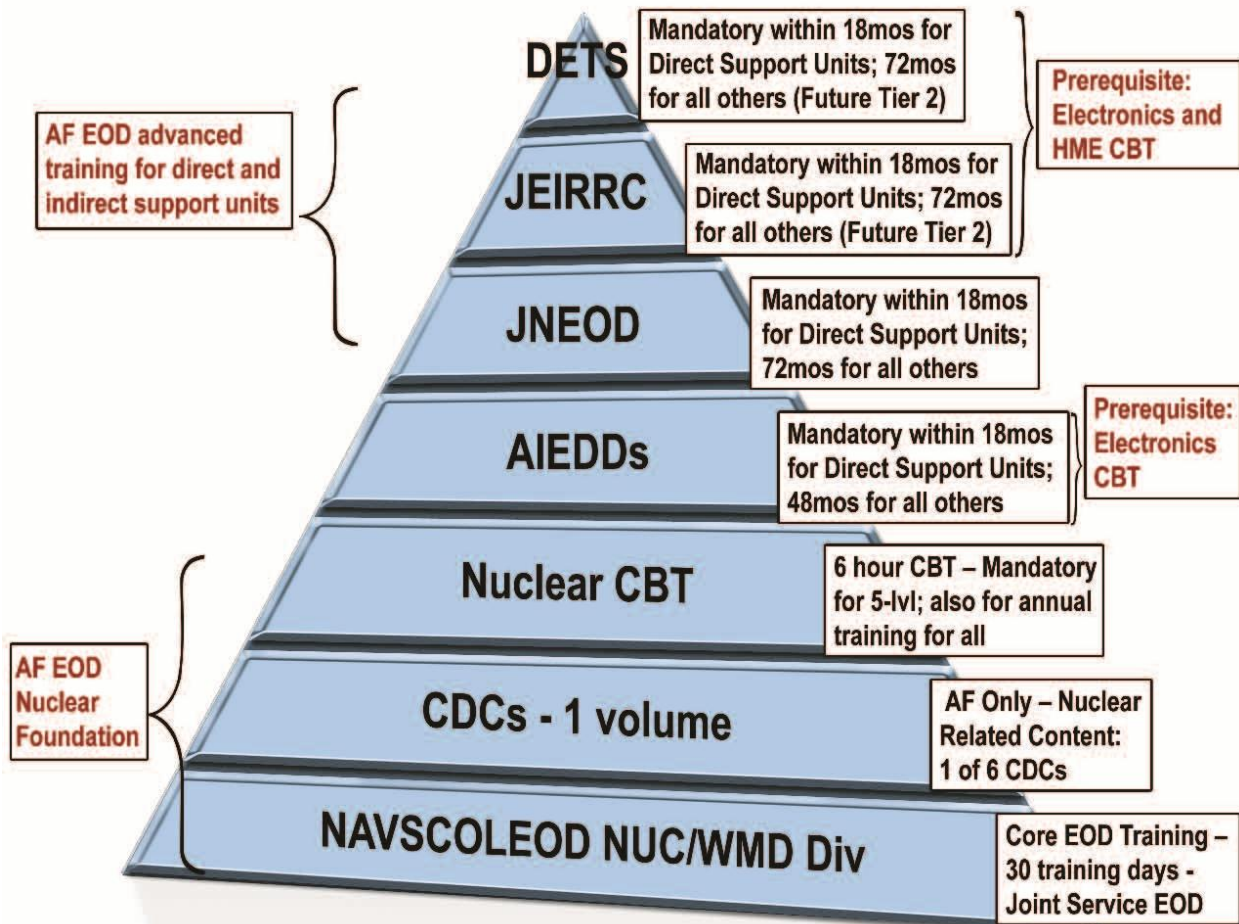 DETS
Mandatory within 18mos for
Direct Support Units; 72mos
for all others (Future Tier 2)
Prerequisite:
Electronics and
HME CBT
AF EOD advanced
training for direct and
indirect support units
JEIRRC
Mandatory within 18mos for
Direct Support Units; 72mos
for all others (Future Tier 2)
JNEOD
Mandatory within 18mos
for Direct Support Units;
72mos for all others
AIEDDs
Mandatory within 18mos
for Direct Support Units;
48mos for all others
Prerequisite:
Electronics
CBT
Nuclear CBT
6 hour CBT – Mandatory
for 5-lvl; also for annual
training for all
AF EOD
Nuclear
Foundation
CDCs - 1 volume
AF Only – Nuclear
Related Content:
1 of 6 CDCs
NAVSCOLEOD NUC/WMD Div
Core EOD Training –
30 training days -
Joint Service EOD